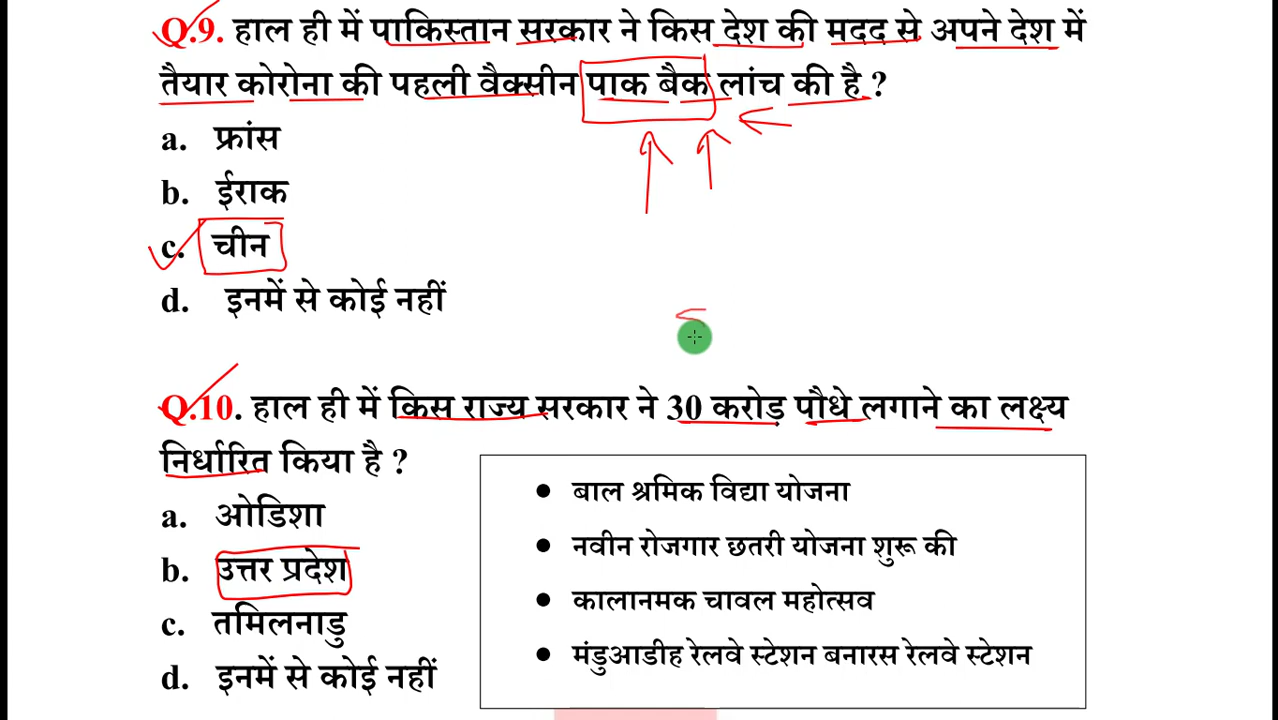 Q.9. हाल ही में पाकिस्तान सरकार ने किस देश की मदद से अपने देश में
तैयार कोरोना की पहली वैक्सीन पाक बैक लांच की है ?
a. फ्रांस
b. ईराक
c. चीन
d. इनमें से कोई नहीं
Q.10. हाल ही में किस राज्य सरकार ने 30 करोड़ पौधे लगाने का लक्ष्य
निर्धारित किया है ?
a. ओडिशा
b. उत्तर प्रदेश
c. तमिलनाडु
d. इनमें से कोई नहीं
• बाल श्रमिक विद्या योजना
• नवीन रोजगार छतरी योजना शुरू की
• कालानमक चावल महोत्सव
• मंडुआडीह रेलवे स्टेशन बनारस रेलवे स्टेशन